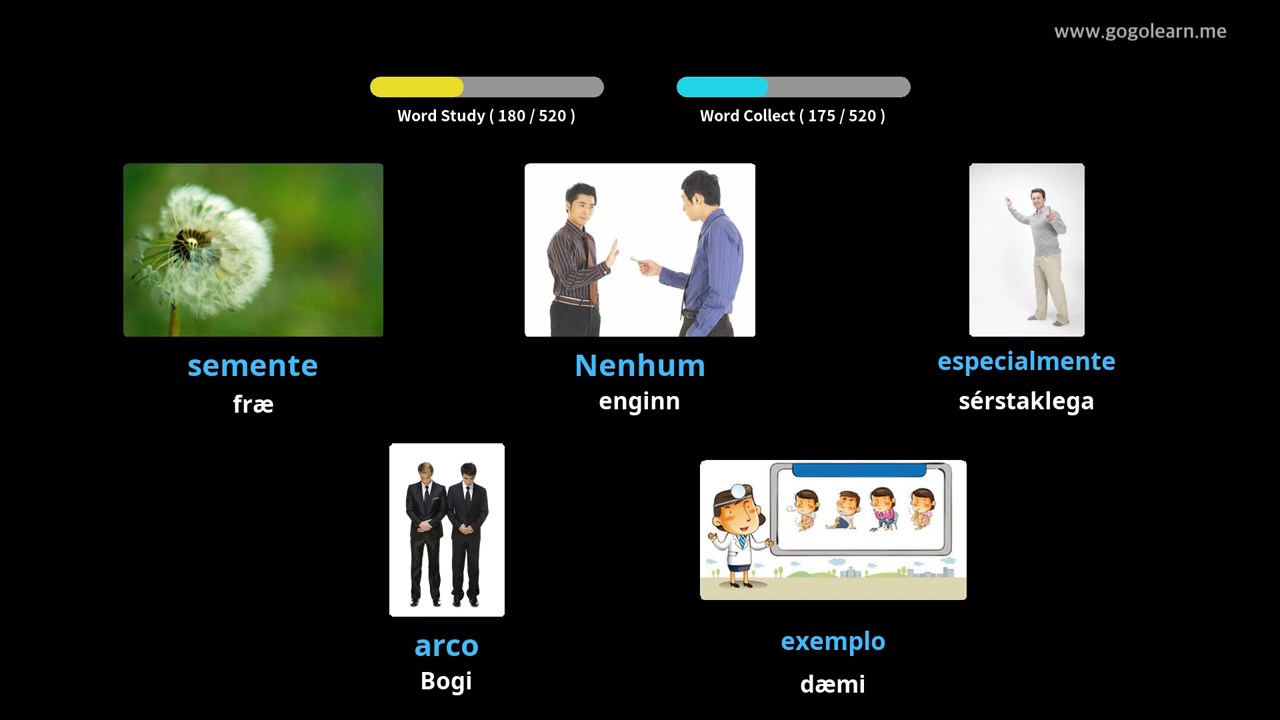 www.gogolearn.me
Word Study ( 180 / 520 )
Word Collect ( 175 / 520 )
semente
fræ
Nenhum
enginn
especialmente
sérstaklega
arco
Bogi
exemplo
dæmi